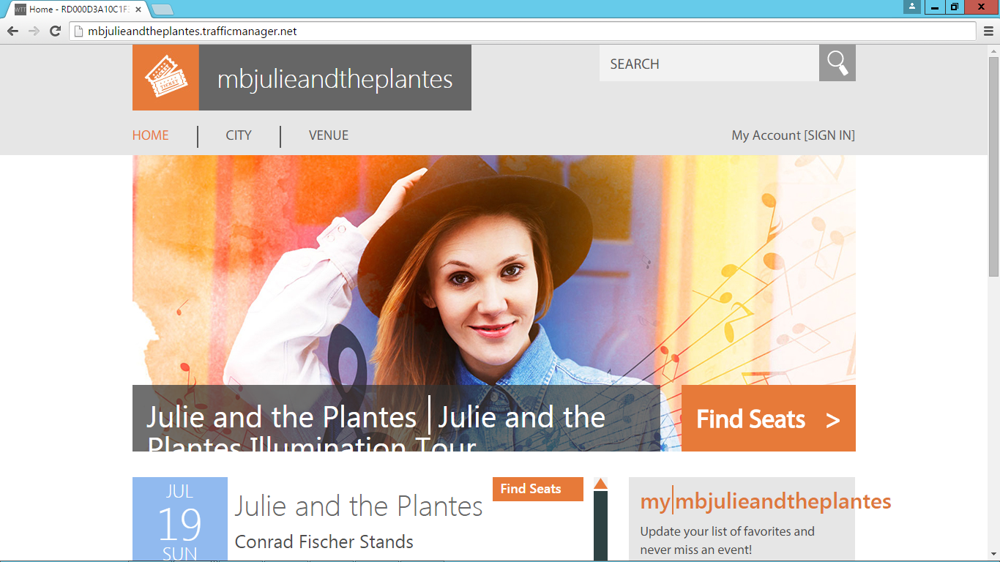 WTT Home - RD000D3A10C1F
mbjulieandtheplantes.trafficmanager.net
mbjulieandtheplantes
SEARCH
HOME CITY VENUE My Account [SIGN IN]
Julie and the Plantes | Julie and the
Plantes Illumination Tour
Find Seats >
JUL
19
SUN
Julie and the Plantes
Conrad Fischer Stands
Find Seats
my|mbjulieandtheplantes
Update your list of favorites and
never miss an event!